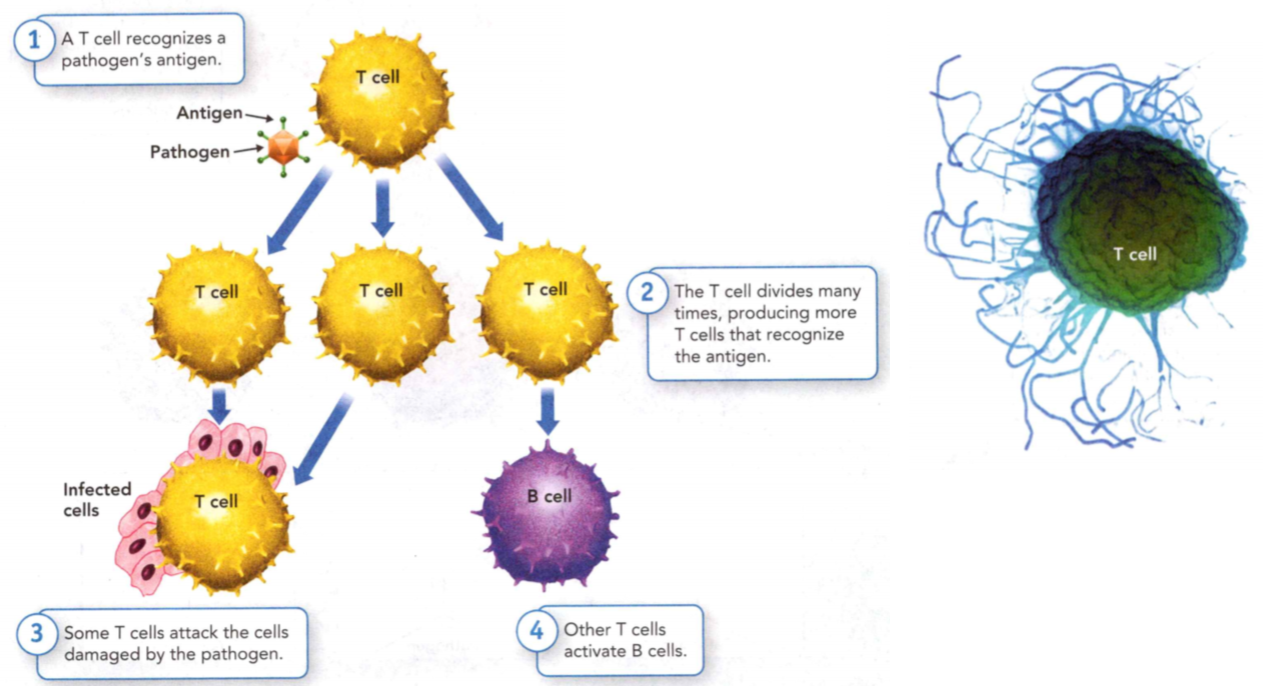 1
A T cell recognizes a
pathogen's antigen.
T cell
Antigen
Pathogen
T cell
T cell
T cell
2
The T cell divides many
times, producing more
T cells that recognize
the antigen.
T cell
Infected
cells
T cell
B cell
3
Some T cells attack the cells
damaged by the pathogen.
4
Other T cells
activate B cells.